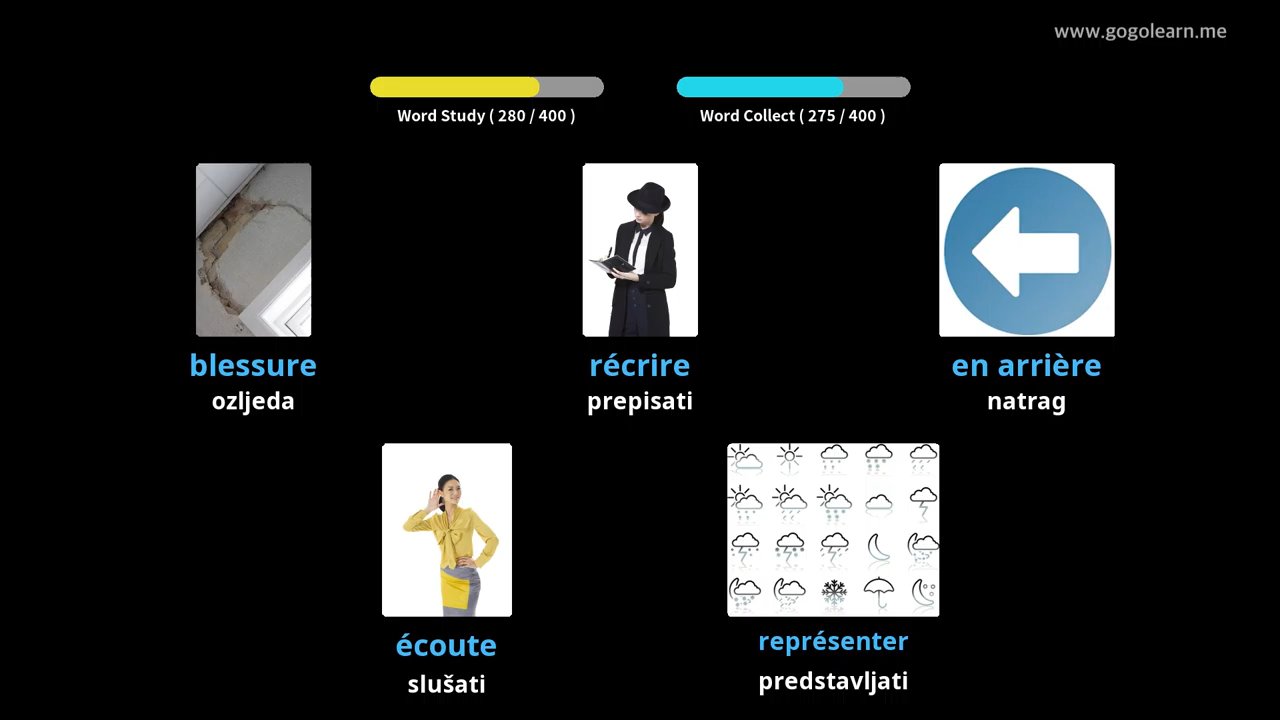 www.gogolearn.me
Word Study ( 280 / 400 )
Word Collect ( 275 / 400 )
blessure
ozljeda
récrire
prepisati
en arrière
natrag
écoute
slušati
représenter
predstavljati